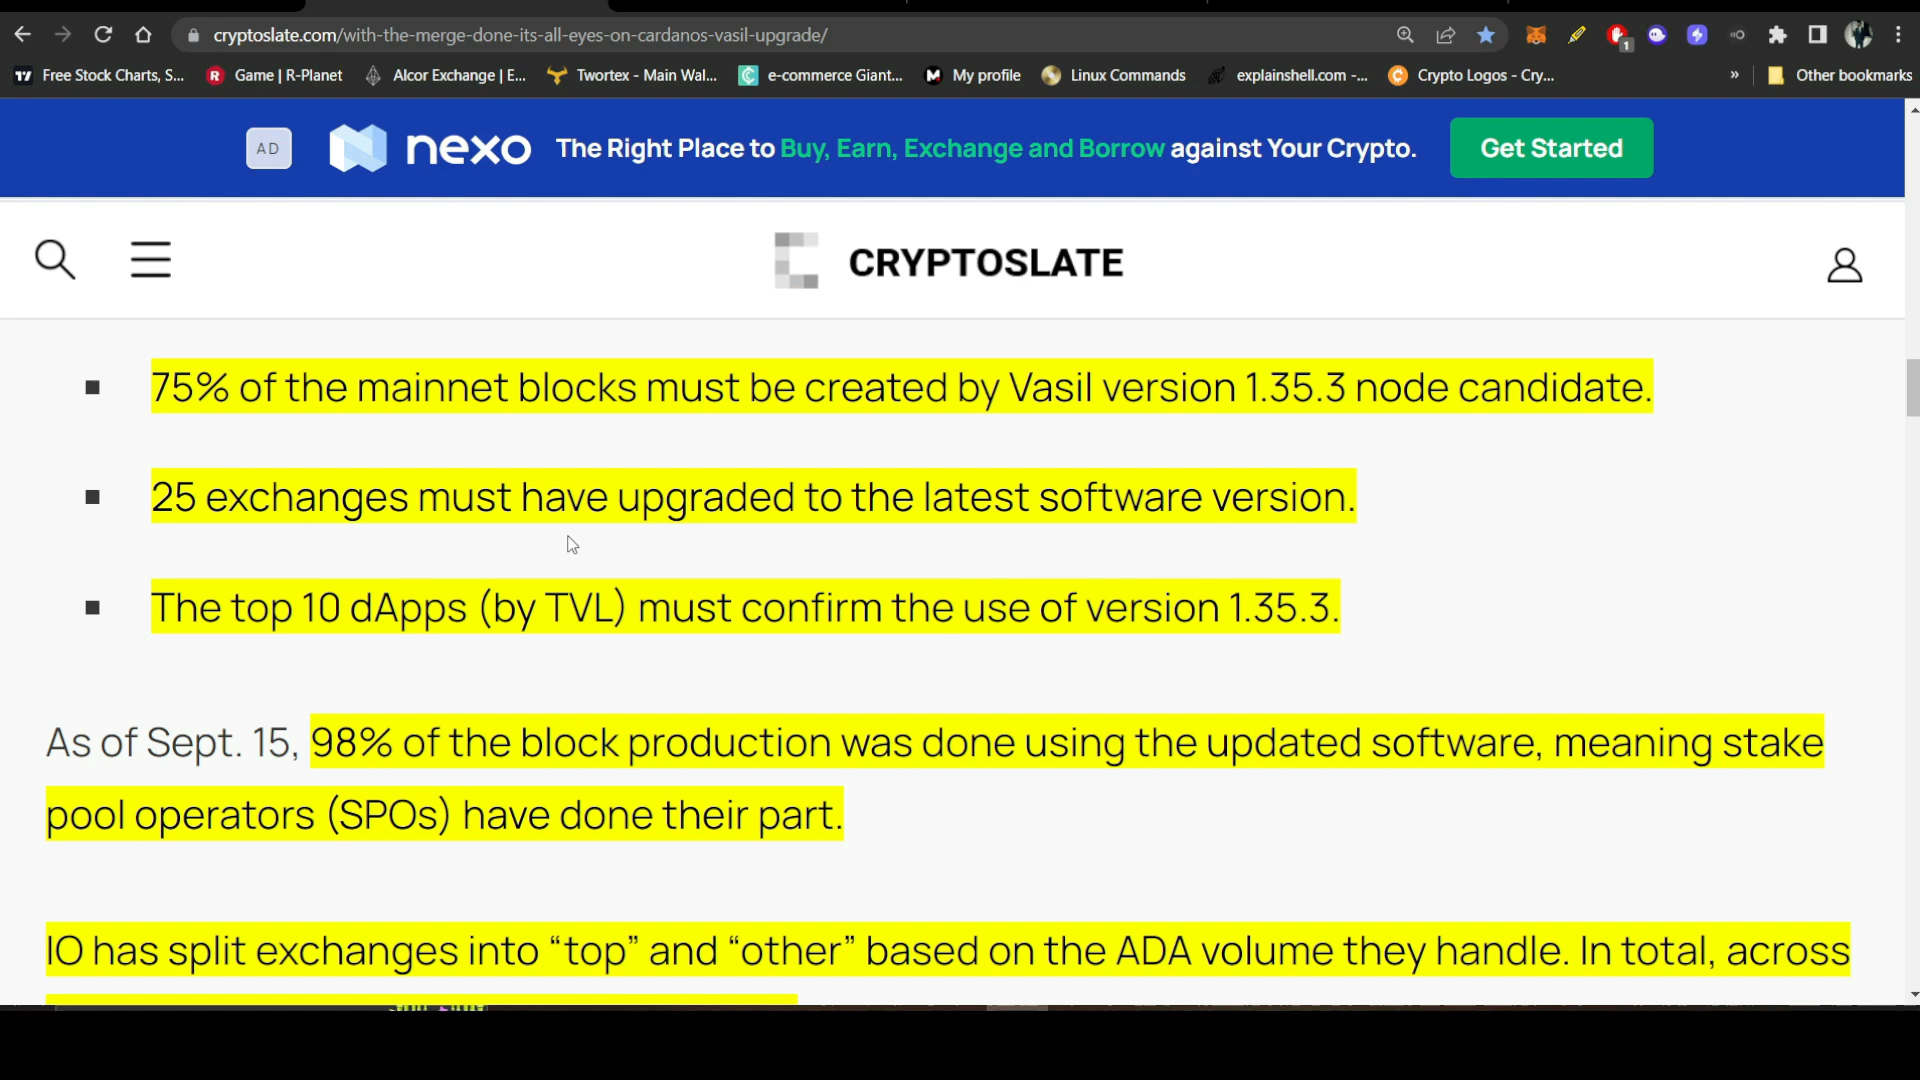 cryptoslate.com/with-the-merge-done-its-all-eyes-on-cardanos-vasil-upgrade/
1
Free Stock Charts, S...
Game | R-Planet
Alcor Exchange | E...
Twortex - Main Wal...
e-commerce Giant...
My profile
Linux Commands
explainshell.com -...
Crypto Logos - Cry...
»
Other bookmarks
AD
nexo
The Right Place to Buy, Earn, Exchange and Borrow against Your Crypto.
Get Started
CRYPTOSLATE
▪ 75% of the mainnet blocks must be created by Vasil version 1.35.3 node candidate.
▪ 25 exchanges must have upgraded to the latest software version.
▪ The top 10 dApps (by TVL) must confirm the use of version 1.35.3.
As of Sept. 15, 98% of the block production was done using the updated software, meaning stake
pool operators (SPOs) have done their part.
IO has split exchanges into “top” and “other” based on the ADA volume they handle. In total, across